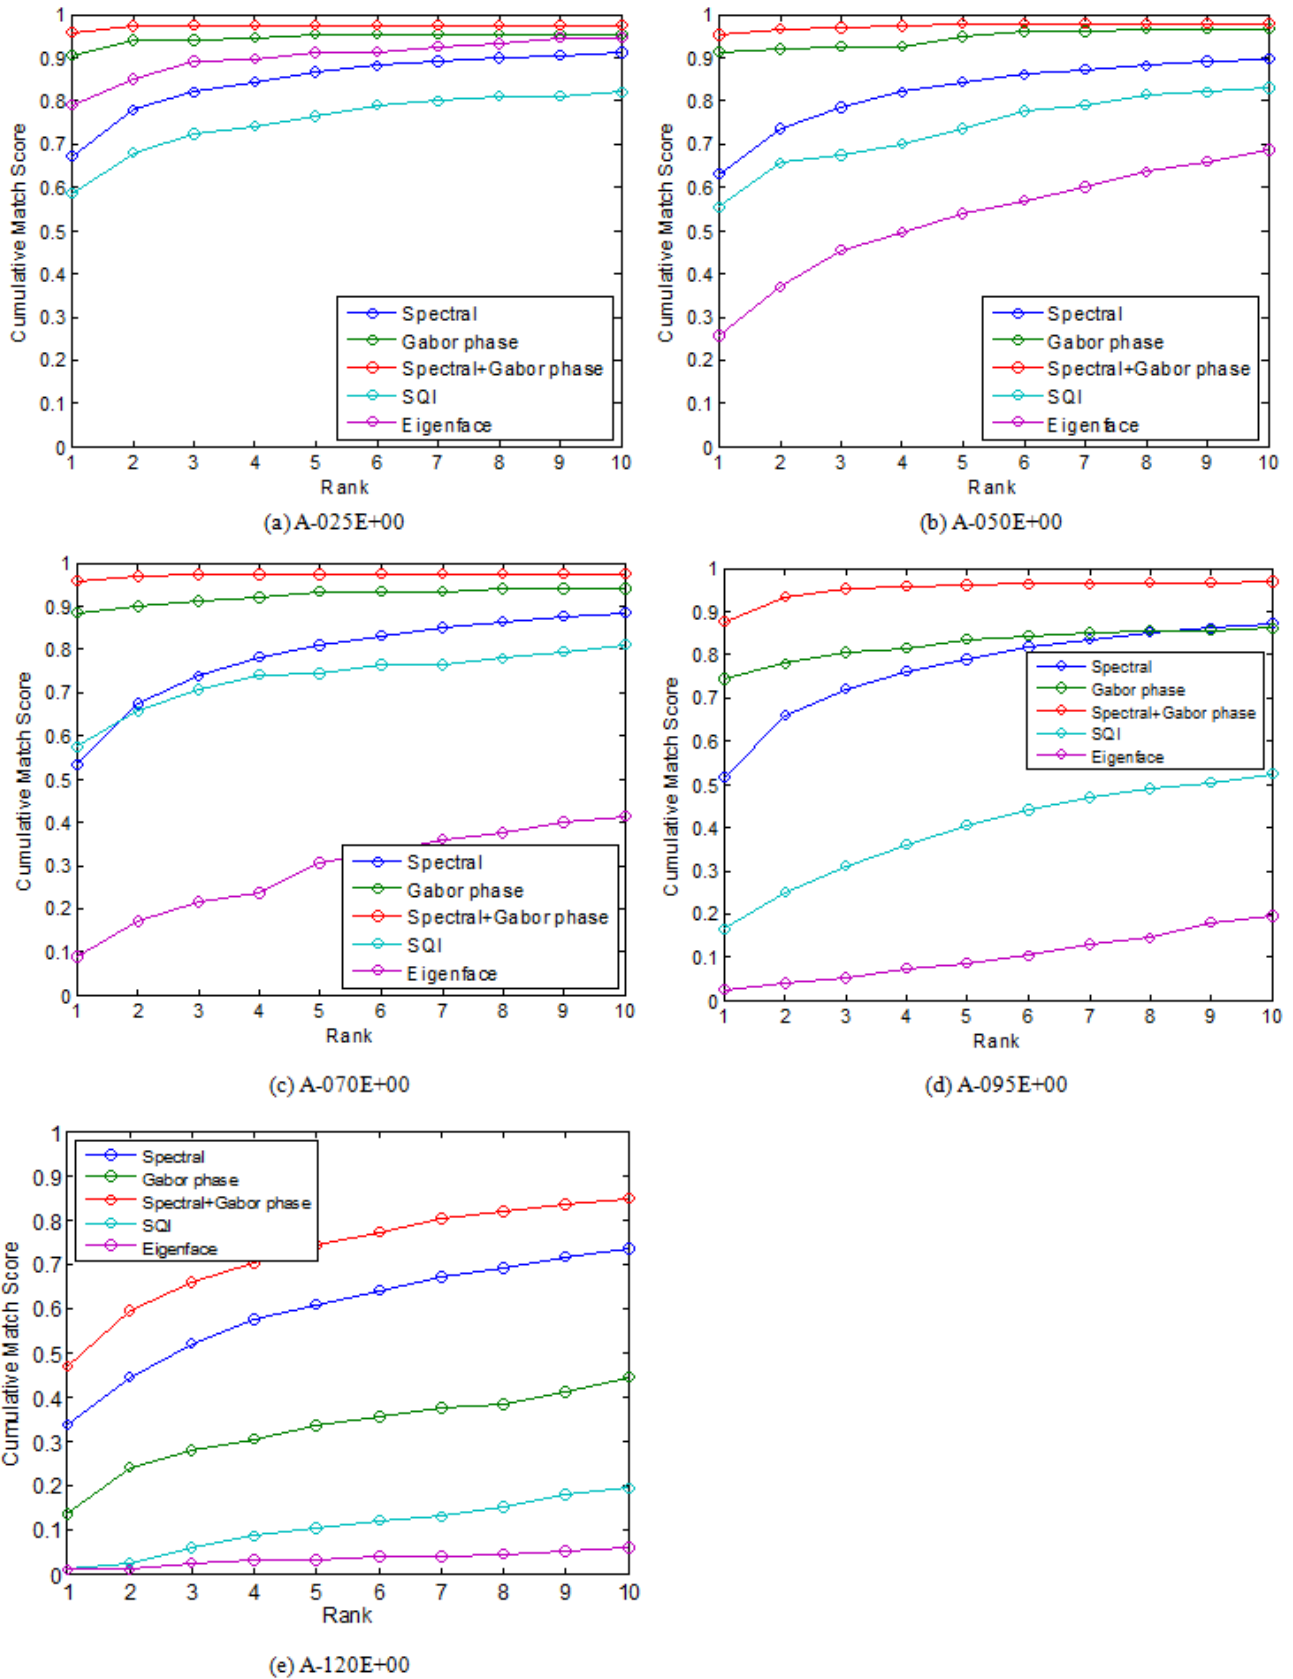 1
0.9
0.8
0.7
0.6
0.5
0.4
0.3
0.2
0.1
0
Cumulative Match Score
Spectral
Gabor phase
Spectral+Gabor phase
SQI
Eigenface
1 2 3 4 5 6 7 8 9 10
Rank
(a) A-025E+00
1
0.9
0.8
0.7
0.6
0.5
0.4
0.3
0.2
0.1
0
Cumulative Match Score
Spectral
Gabor phase
Spectral+Gabor phase
SQI
Eigenface
1 2 3 4 5 6 7 8 9 10
Rank
(b) A-050E+00
1
0.9
0.8
0.7
0.6
0.5
0.4
0.3
0.2
0.1
0
Cumulative Match Score
Spectral
Gabor phase
Spectral+Gabor phase
SQI
Eigenface
1 2 3 4 5 6 7 8 9 10
Rank
(c) A-070E+00
1
0.9
0.8
0.7
0.6
0.5
0.4
0.3
0.2
0.1
0
Cumulative Match Score
Spectral
Gabor phase
Spectral+Gabor phase
SQI
Eigenface
1 2 3 4 5 6 7 8 9 10
Rank
(d) A-095E+00
1
0.9
0.8
0.7
0.6
0.5
0.4
0.3
0.2
0.1
0
Cumulative Match Score
Spectral
Gabor phase
Spectral+Gabor phase
SQI
Eigenface
1 2 3 4 5 6 7 8 9 10
Rank
(e) A-120E+00